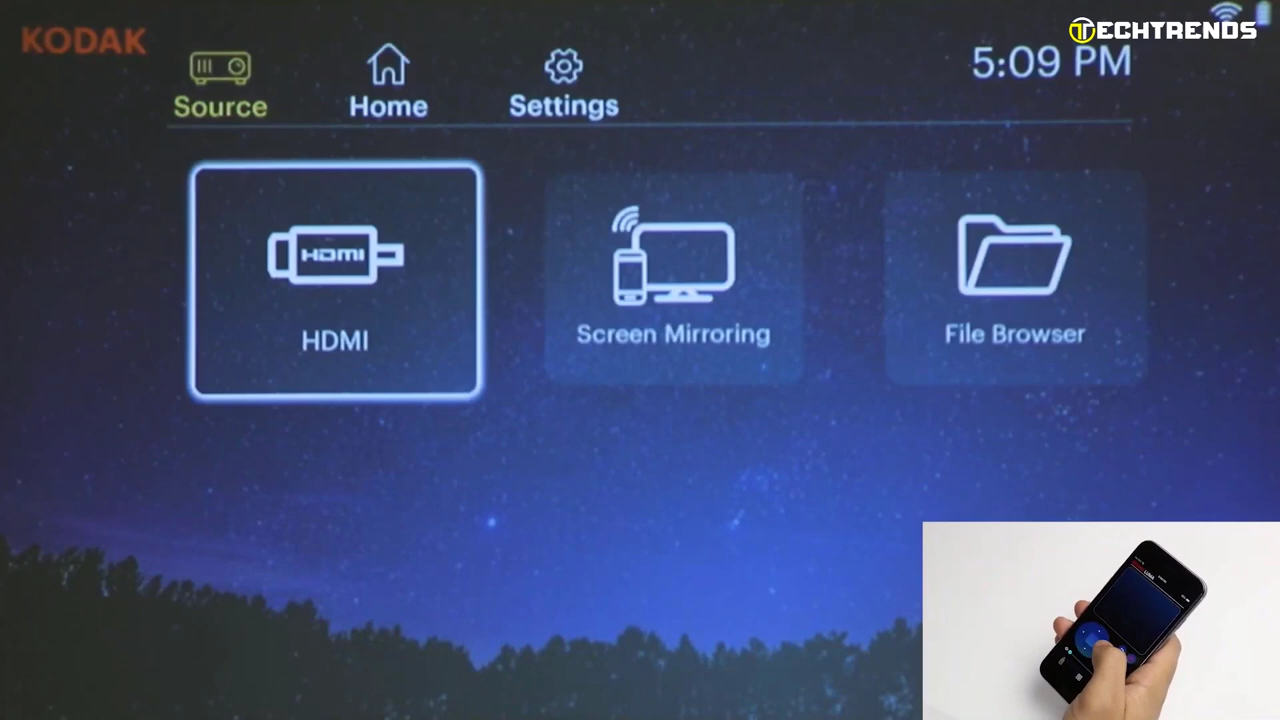 KODAK
TECHTRENDS
5:09 PM
Source
Home
Settings
HDMI
HDMI
Screen Mirroring
File Browser